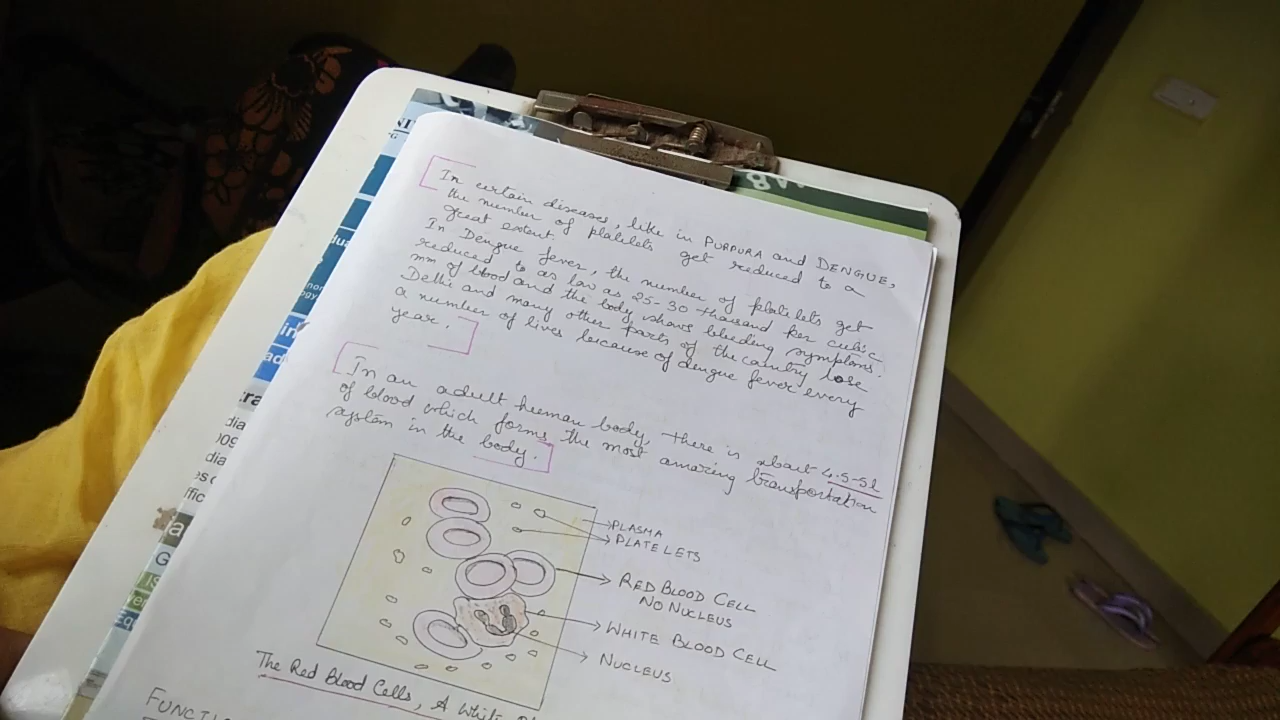 In certain diseases, like in PURPURA and DENGUE,
the number of platelets get reduced to a
great extent.
In Dengue fever, the number of platelets get
reduced to as low as 25-30 thousand per cubic
mm of blood and the body shows bleeding symptoms.
Delhi and many other parts of the country lose
a number of lives because of dengue fever every
year.
In an adult human body, there is about 4.5-5l
of blood which forms the most amazing transportation
system in the body.
PLASMA
PLATELETS
RED BLOOD CELL
NO NUCLEUS
WHITE BLOOD CELL
NUCLEUS
The Red Blood Cells, A White